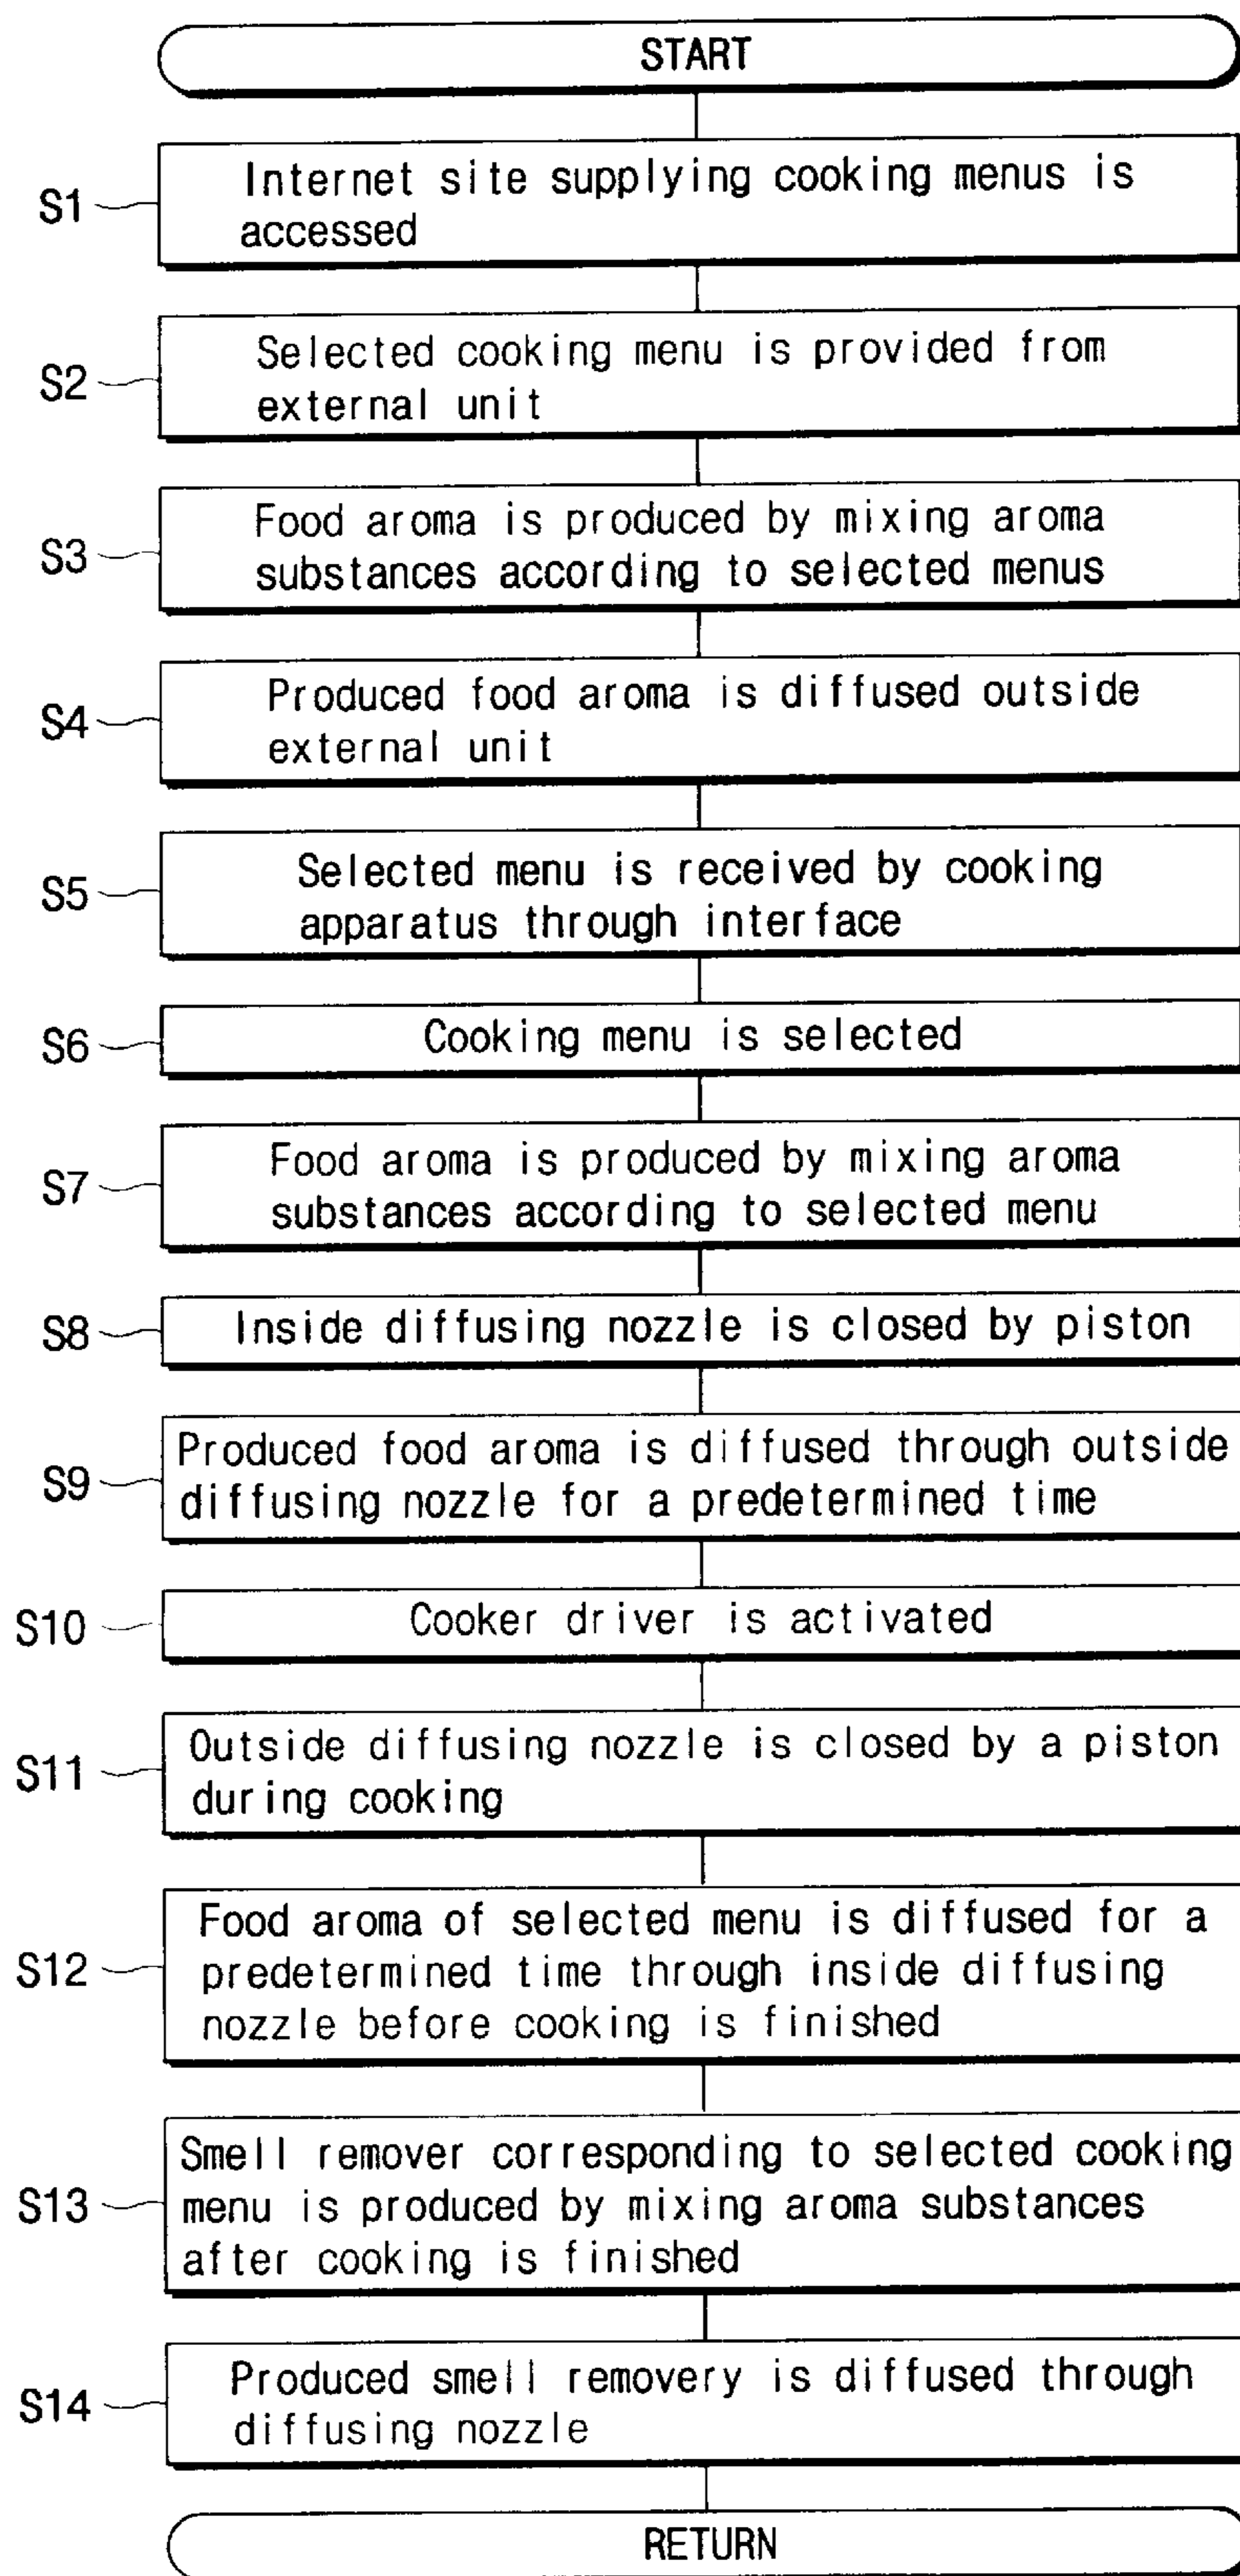 START
S1
Internet site supplying cooking menus is
accessed
S2
Selected cooking menu is provided from
external unit
S3
Food aroma is produced by mixing aroma
substances according to selected menus
S4
Produced food aroma is diffused outside
external unit
S5
Selected menu is received by cooking
apparatus through interface
S6
Cooking menu is selected
S7
Food aroma is produced by mixing aroma
substances according to selected menu
S8
Inside diffusing nozzle is closed by piston
S9
Produced food aroma is diffused through outside
diffusing nozzle for a predetermined time
S10
Cooker driver is activated
S11
Outside diffusing nozzle is closed by a piston
during cooking
S12
Food aroma of selected menu is diffused for a
predetermined time through inside diffusing
nozzle before cooking is finished
S13
Smell remover corresponding to selected cooking
menu is produced by mixing aroma substances
after cooking is finished
S14
Produced smell removery is diffused through
diffusing nozzle
RETURN